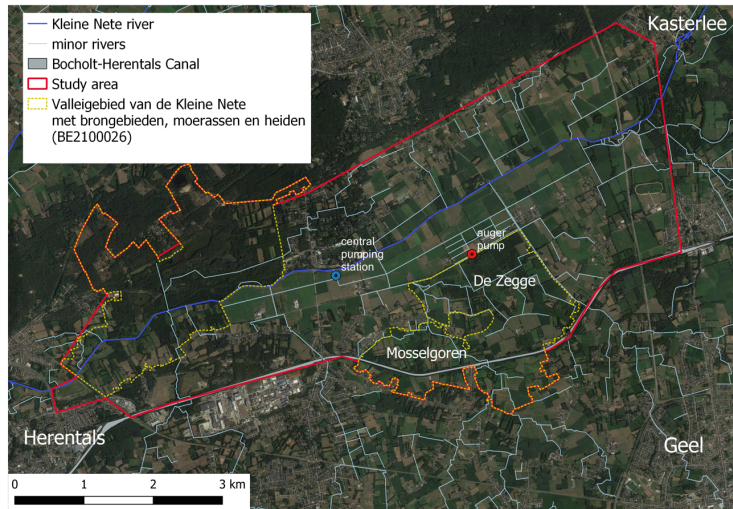 Kleine Nete river
minor rivers
Bocholt-Herentals Canal
Study area
Valleigebied van de Kleine Nete
met brongebieden, moerassen en heiden
(BE2100026)
Kasterlee
central
pumping
station
auger
pump
De Zegge
Mosselgoren
Herentals
Geel
0 1 2 3 km